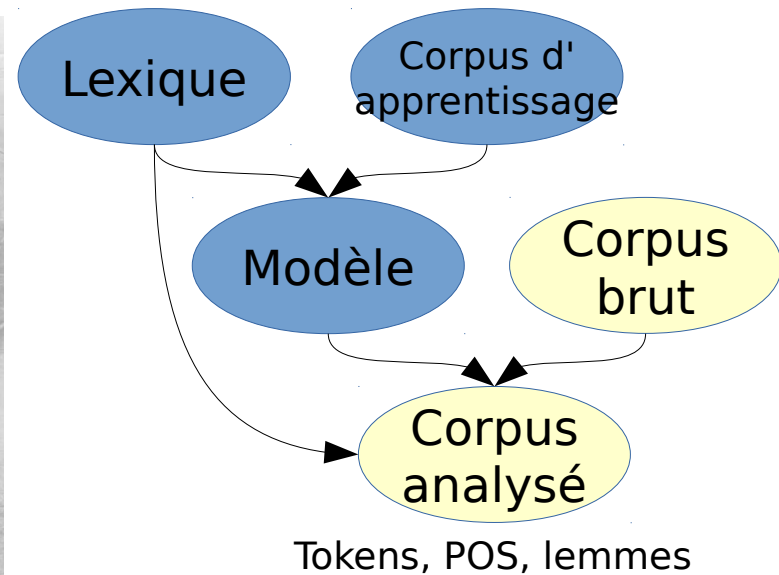 Lexique
Corpus d'
apprentissage
Modèle
Corpus
brut
Corpus
analysé
Tokens, POS, lemmes